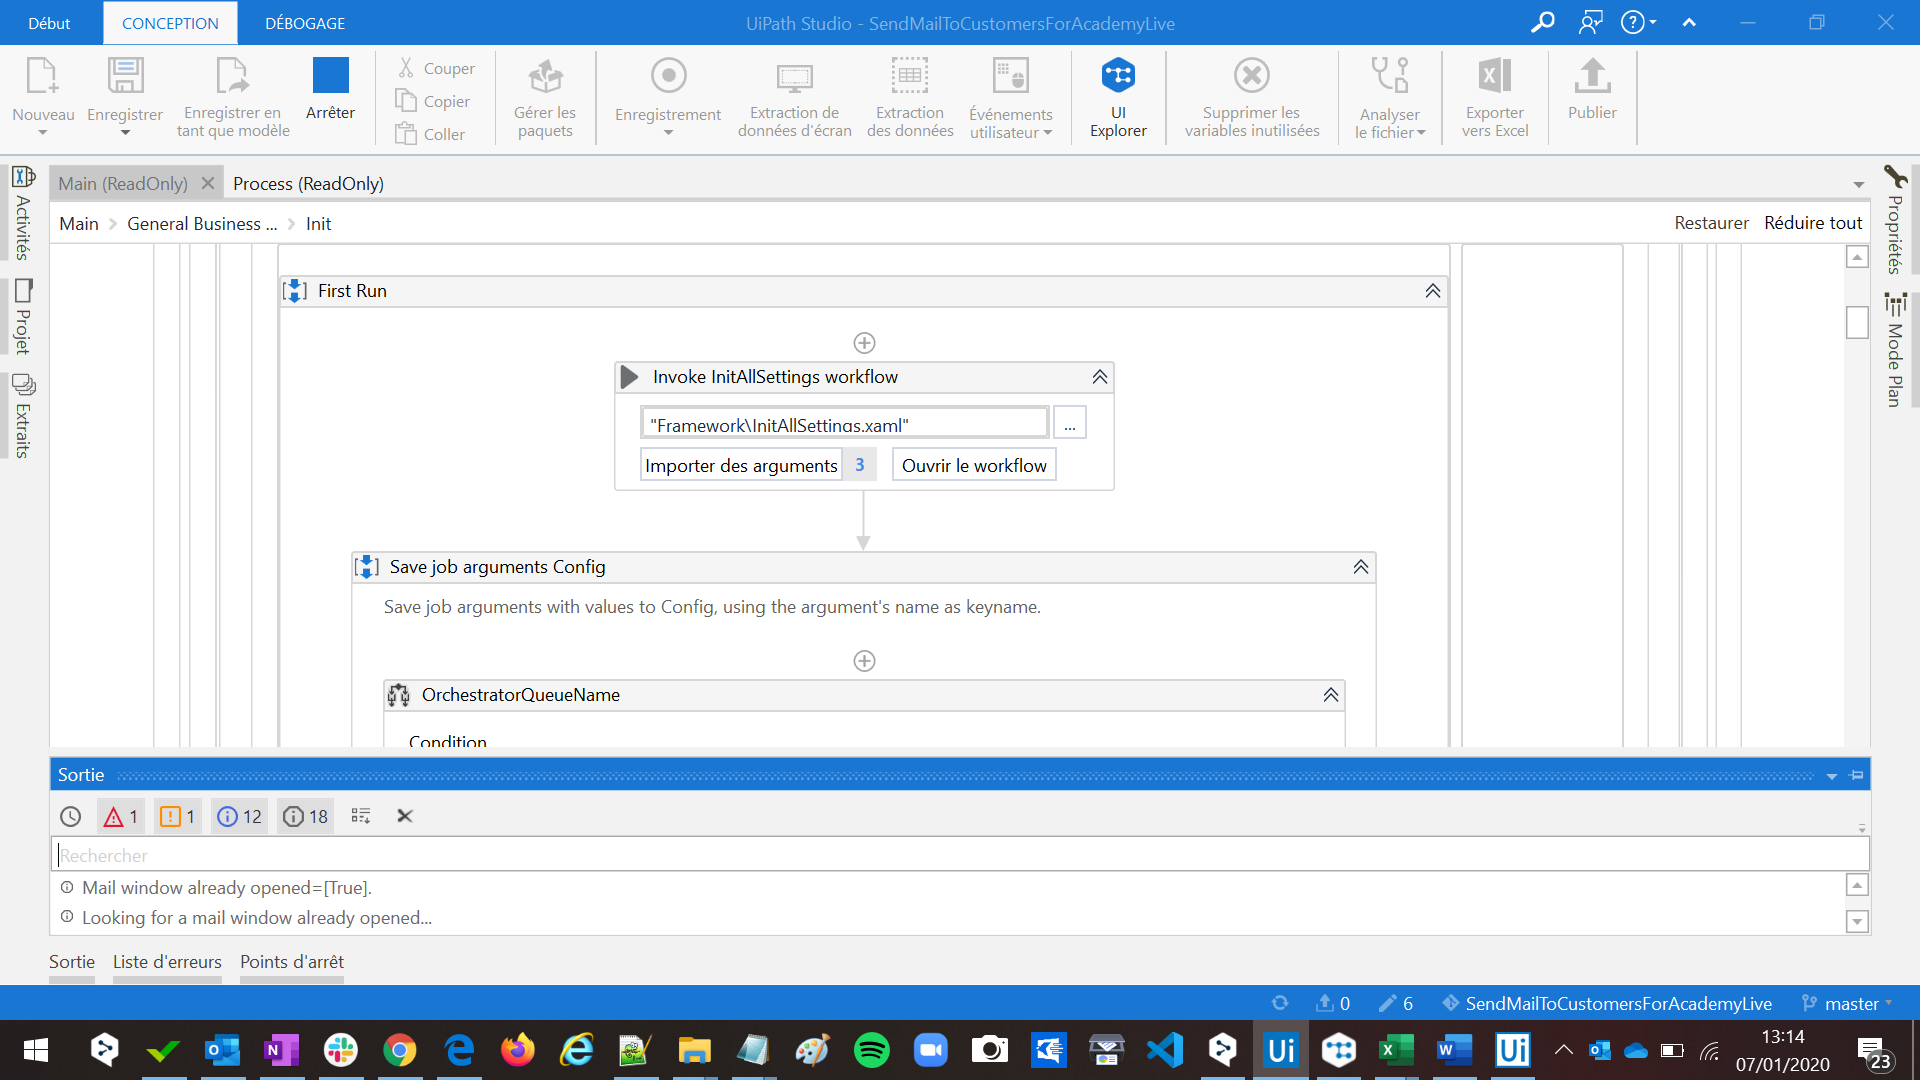 Début
CONCEPTION
DÉBOGAGE
UiPath Studio - SendMailToCustomersForAcademyLive
Nouveau
Enregistrer
Enregistrer en
tant que modèle
Arrêter
Couper
Copier
Coller
Gérer les
paquets
Enregistrement
Extraction de
données d'écran
Extraction
des données
Événements
utilisateur
UI
Explorer
Supprimer les
variables inutilisées
Analyser
le fichier
Exporter
vers Excel
Publier
Activités
Projet
Extraits
Main (ReadOnly)
Process (ReadOnly)
Main > General Business ... > Init
Restaurer
Réduire tout
Propriétés
Mode Plan
First Run
Invoke InitAllSettings workflow
"Framework\InitAllSettings.xaml"
...
Importer des arguments 3
Ouvrir le workflow
Save job arguments Config
Save job arguments with values to Config, using the argument's name as keyname.
OrchestratorQueueName
Condition
Sortie
1
1
12
18
Rechercher
Mail window already opened=[True].
Looking for a mail window already opened...
Sortie
Liste d'erreurs
Points d'arrêt
0
6
SendMailToCustomersForAcademyLive
master
Ui
Ui
13:14
07/01/2020
23